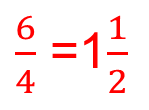 6/4 = 1 1/2